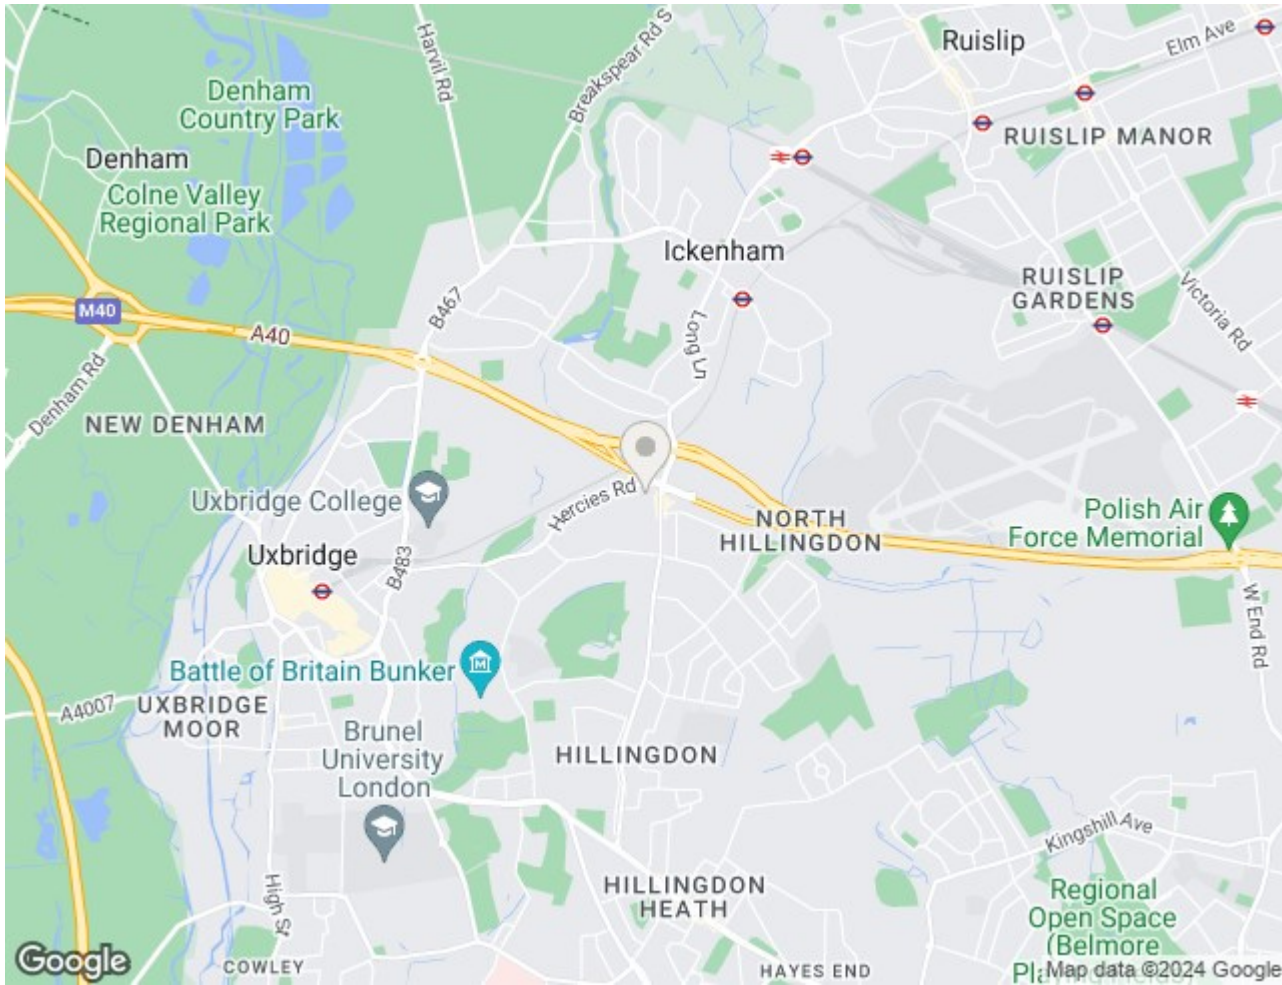 Harvil Rd
Breakspear Rd S
Ruislip
Elm Ave
Denham
Country Park
Denham
RUISLIP MANOR
Colne Valley
Regional Park
Ickenham
RUISLIP
GARDENS
Victoria Rd
M40
A40
B467
Long Ln
Denham Rd
NEW DENHAM
Uxbridge College
Hercies Rd
Polish Air
Force Memorial
NORTH
HILLINGDON
Uxbridge
B483
W End Rd
Battle of Britain Bunker
A4007
UXBRIDGE
MOOR
Brunel
University
London
HILLINGDON
Kingshill Ave
HILLINGDON
HEATH
High St
Regional
Open Space
(Belmore
Playing Fields)
Google
COWLEY
HAYES END
Map data ©2024 Google